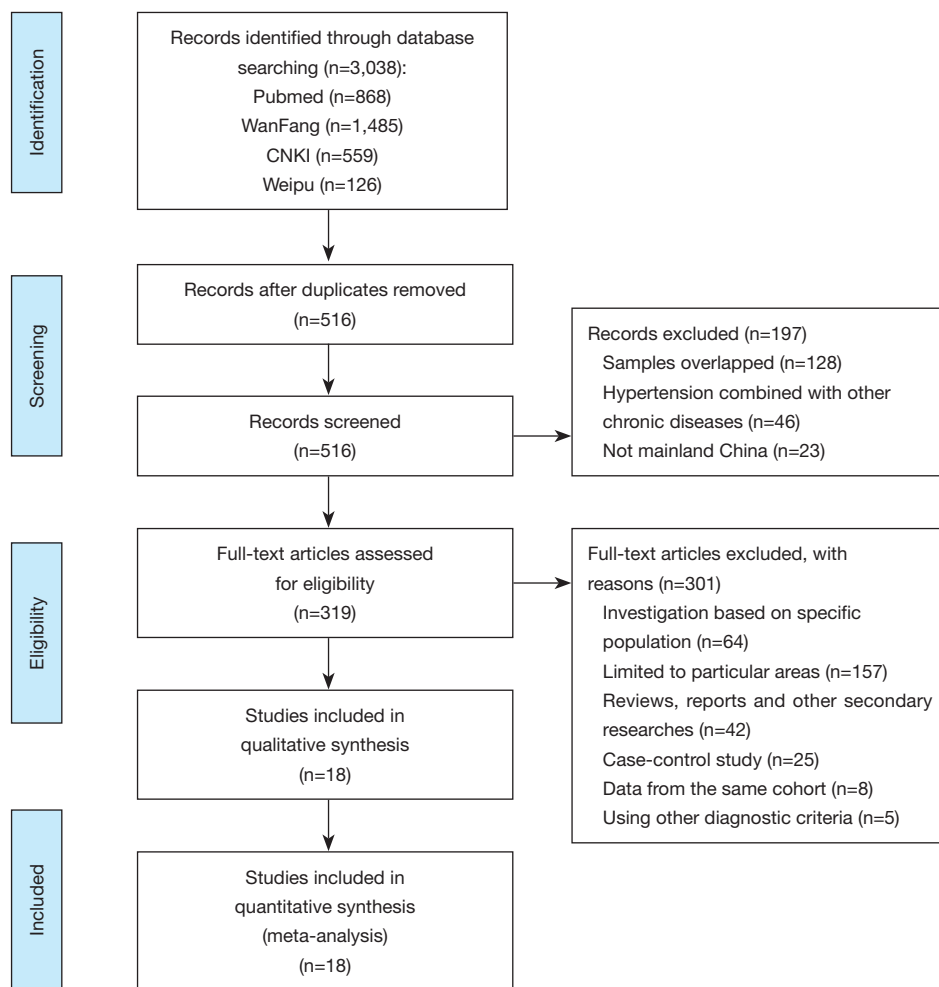 Identification
Records identified through database
searching (n=3,038):
Pubmed (n=868)
WanFang (n=1,485)
CNKI (n=559)
Weipu (n=126)
Screening
Records after duplicates removed
(n=516)
Records screened
(n=516)
Records excluded (n=197)
Samples overlapped (n=128)
Hypertension combined with other
chronic diseases (n=46)
Not mainland China (n=23)
Eligibility
Full-text articles assessed
for eligibility
(n=319)
Full-text articles excluded, with
reasons (n=301)
Investigation based on specific
population (n=64)
Limited to particular areas (n=157)
Reviews, reports and other secondary
researches (n=42)
Case-control study (n=25)
Data from the same cohort (n=8)
Using other diagnostic criteria (n=5)
Studies included in
qualitative synthesis
(n=18)
Included
Studies included in
quantitative synthesis
(meta-analysis)
(n=18)